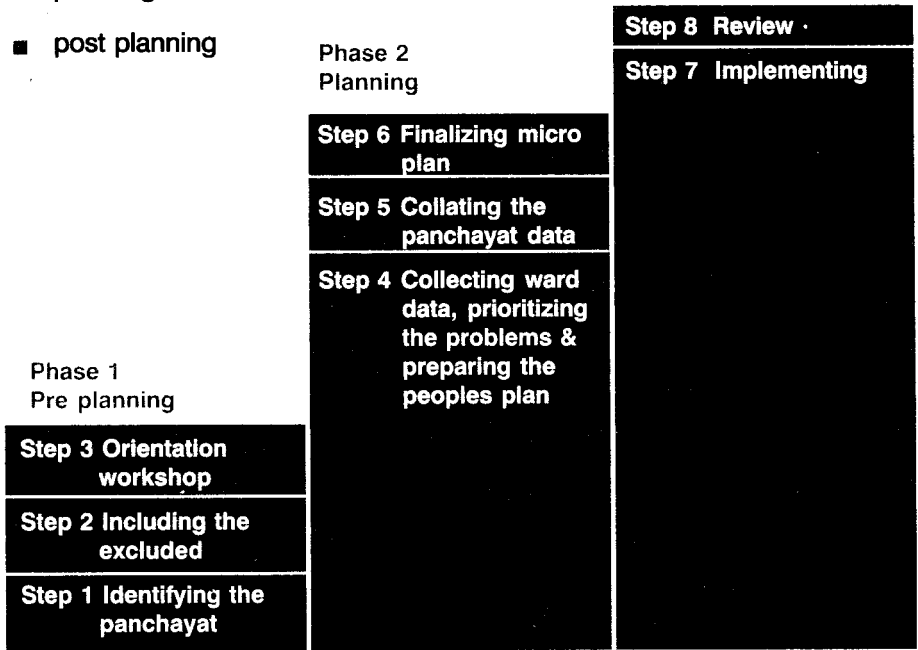 ■ post planning
Phase 1
Pre planning
Step 3 Orientation
workshop
Step 2 Including the
excluded
Step 1 Identifying the
panchayat
Phase 2
Planning
Step 6 Finalizing micro
plan
Step 5 Collating the
panchayat data
Step 4 Collecting ward
data, prioritizing
the problems &
preparing the
peoples plan
Step 8 Review
Step 7 Implementing